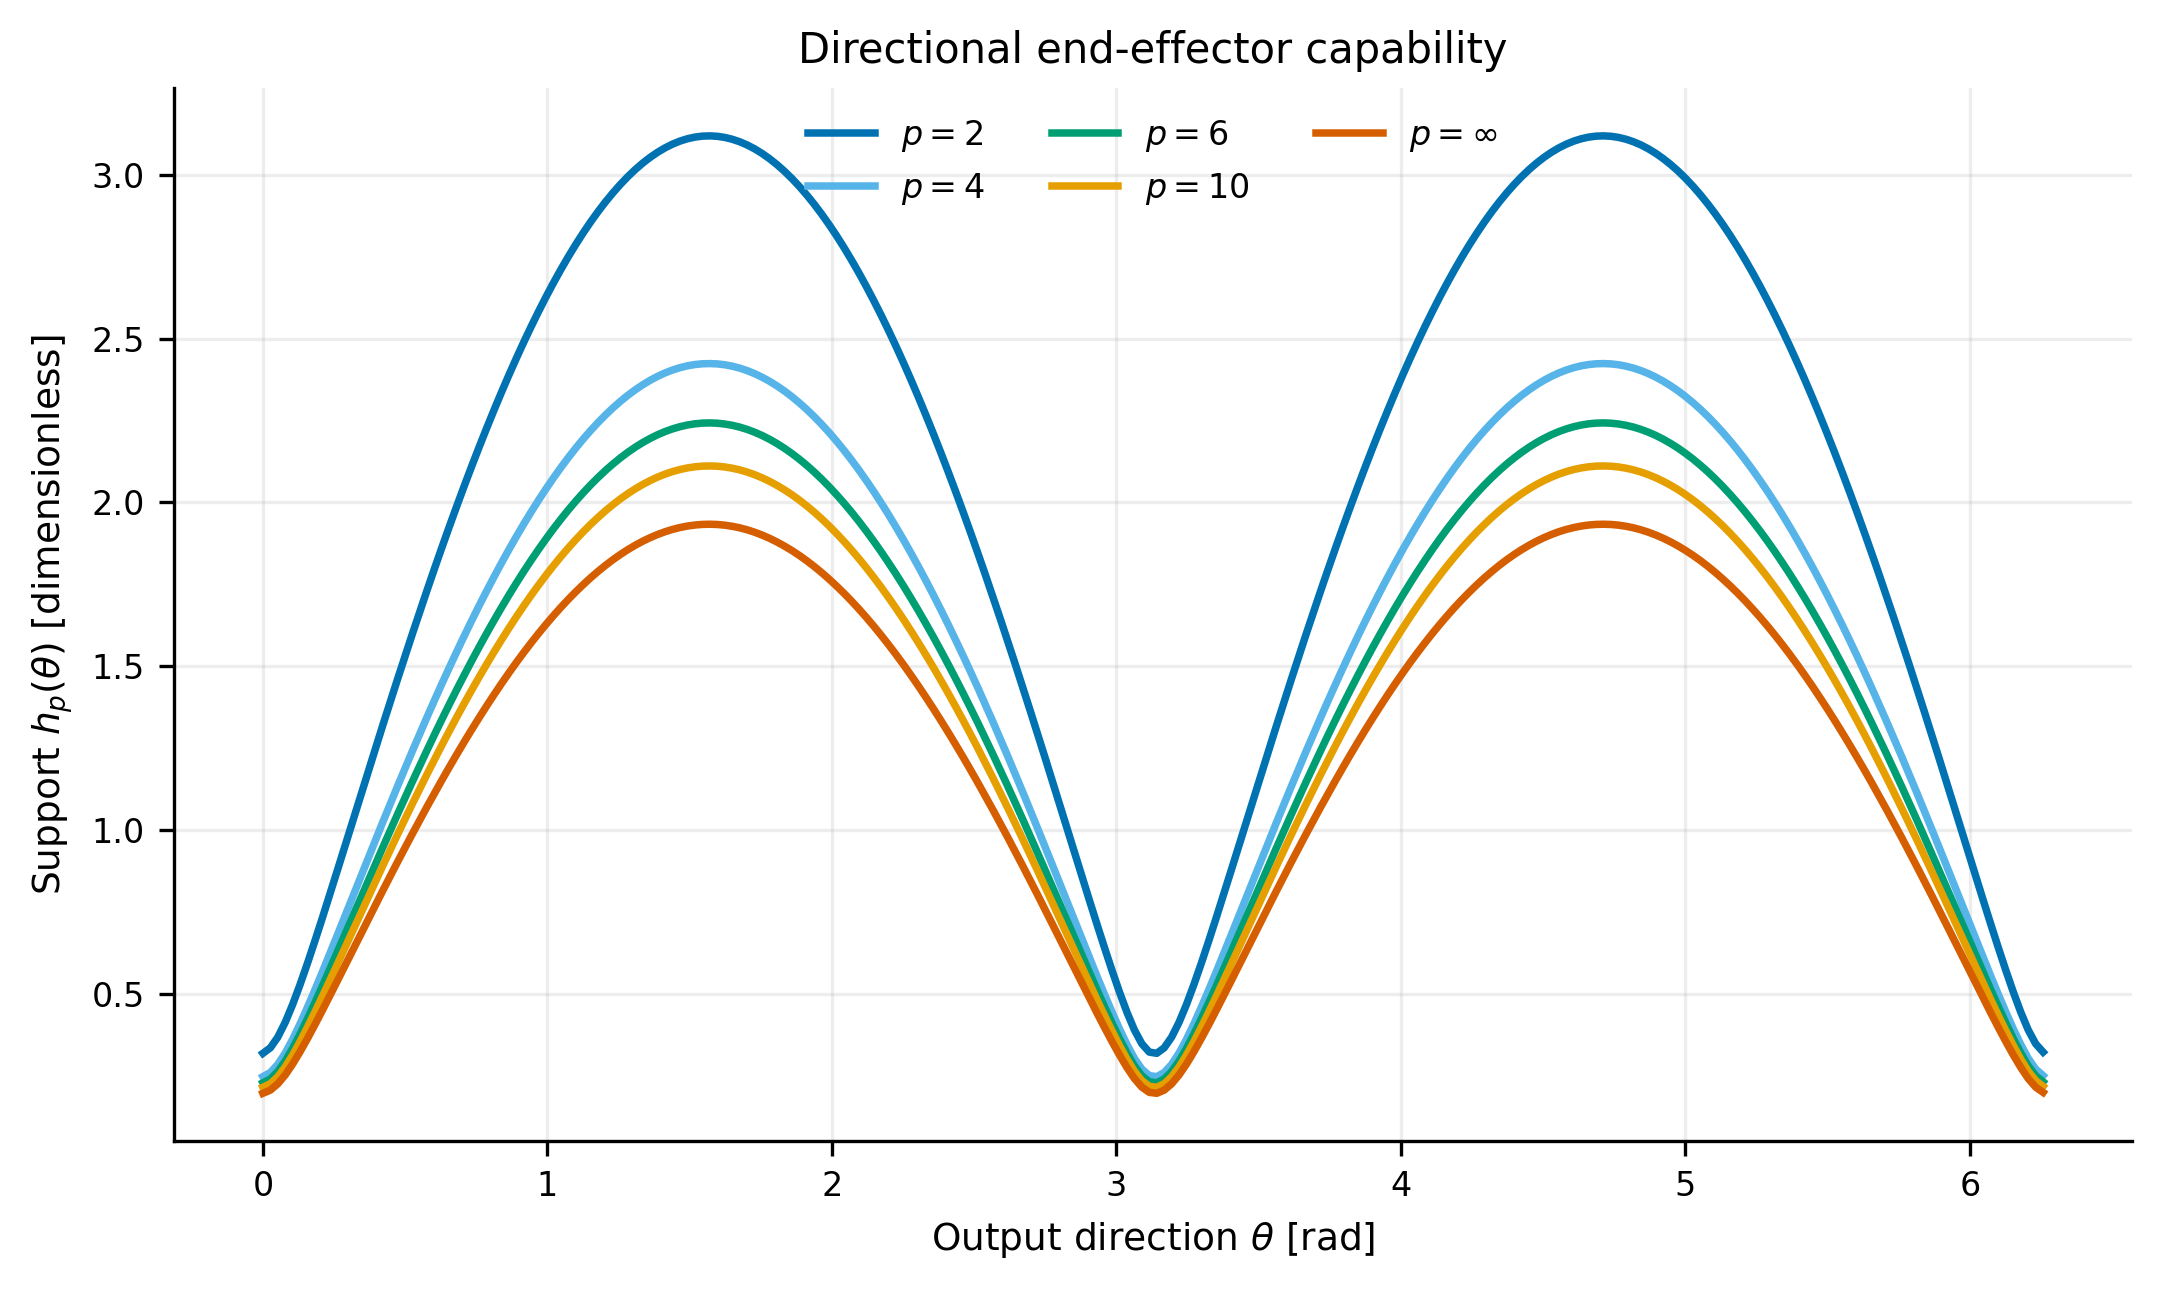 Directional end-effector capability
p = 2
p = 6
p = ∞
p = 4
p = 10
Support hₚ(θ) [dimensionless]
3.0
2.5
2.0
1.5
1.0
0.5
0 1 2 3 4 5 6
Output direction θ [rad]